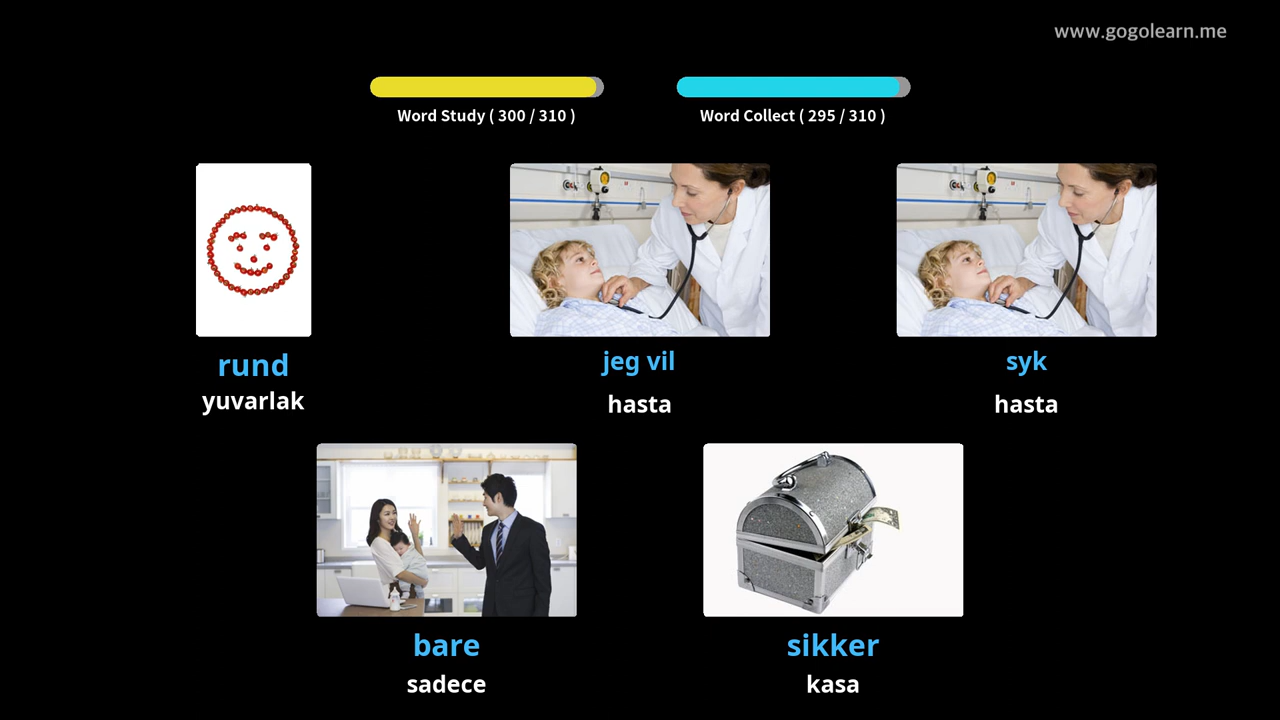 www.gogolearn.me
Word Study ( 300 / 310 )
Word Collect ( 295 / 310 )
rund
yuvarlak
jeg vil
hasta
syk
hasta
bare
sadece
sikker
kasa